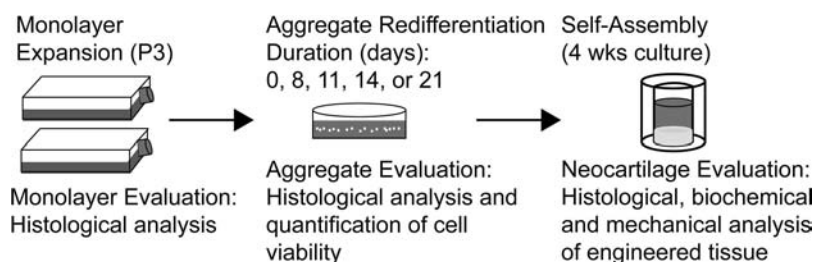 Monolayer
Expansion (P3)
Monolayer Evaluation:
Histological analysis
Aggregate Redifferentiation
Duration (days):
0, 8, 11, 14, or 21
Aggregate Evaluation:
Histological analysis and
quantification of cell
viability
Self-Assembly
(4 wks culture)
Neocartilage Evaluation:
Histological, biochemical
and mechanical analysis
of engineered tissue